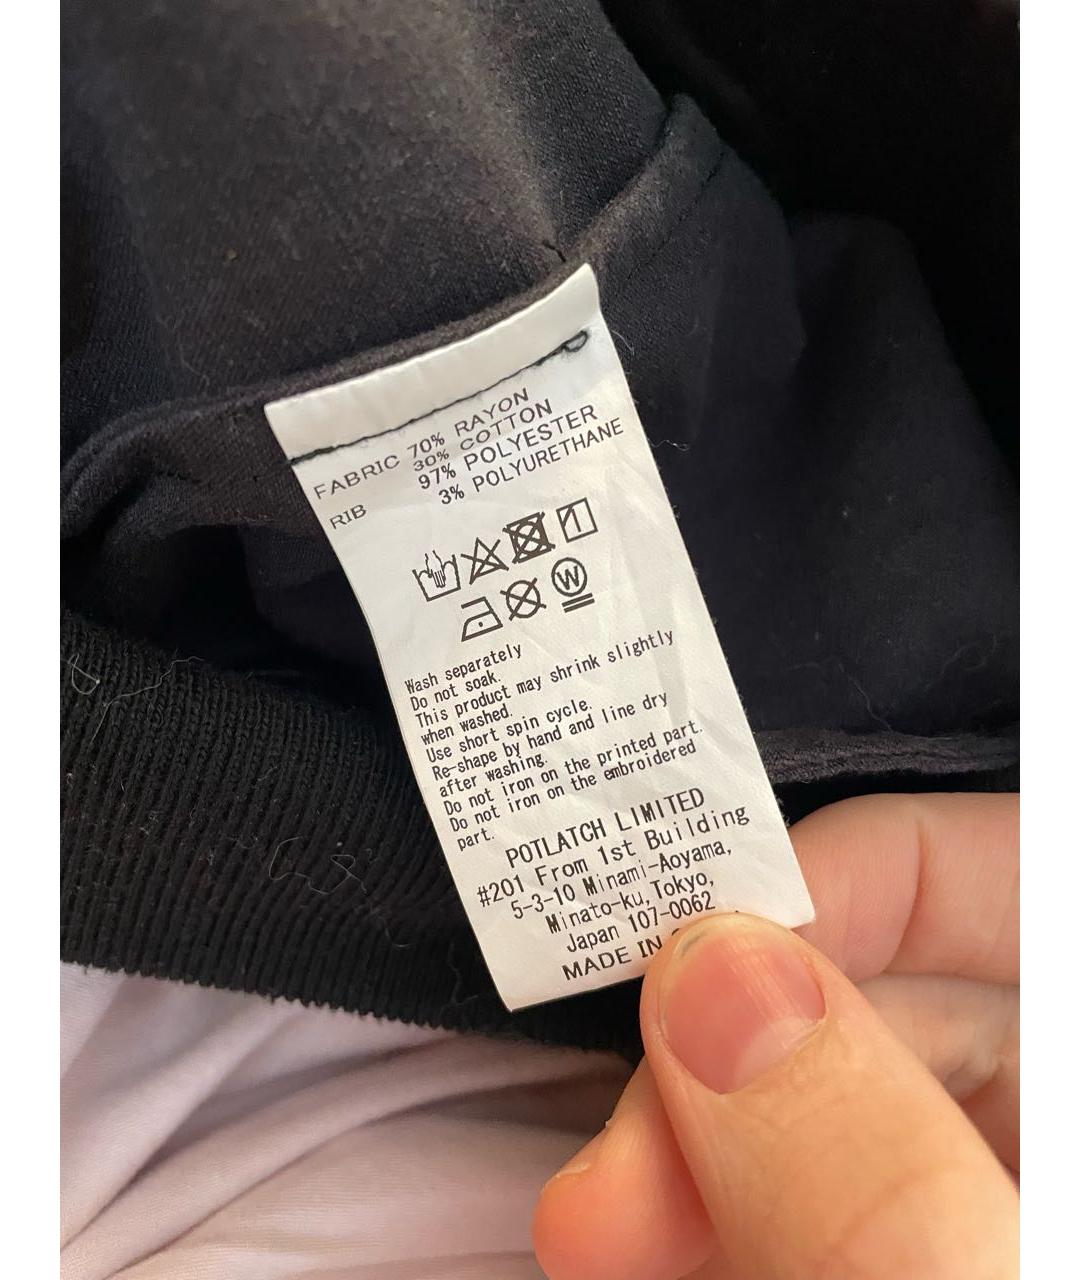 FABRIC 70% RAYON
30% COTTON
RIB 97% POLYESTER
3% POLYURETHANE
W
Wash separately
Do not soak.
This product may shrink slightly
when washed.
Use short spin cycle.
Re-shape by hand and line dry
after washing.
Do not iron on the printed part.
Do not iron on the embroidered
part.
POTLATCH LIMITED
#201 From 1st Building
5-3-10 Minami-Aoyama,
Minato-ku,Tokyo,
Japan 107-0062
MADE IN